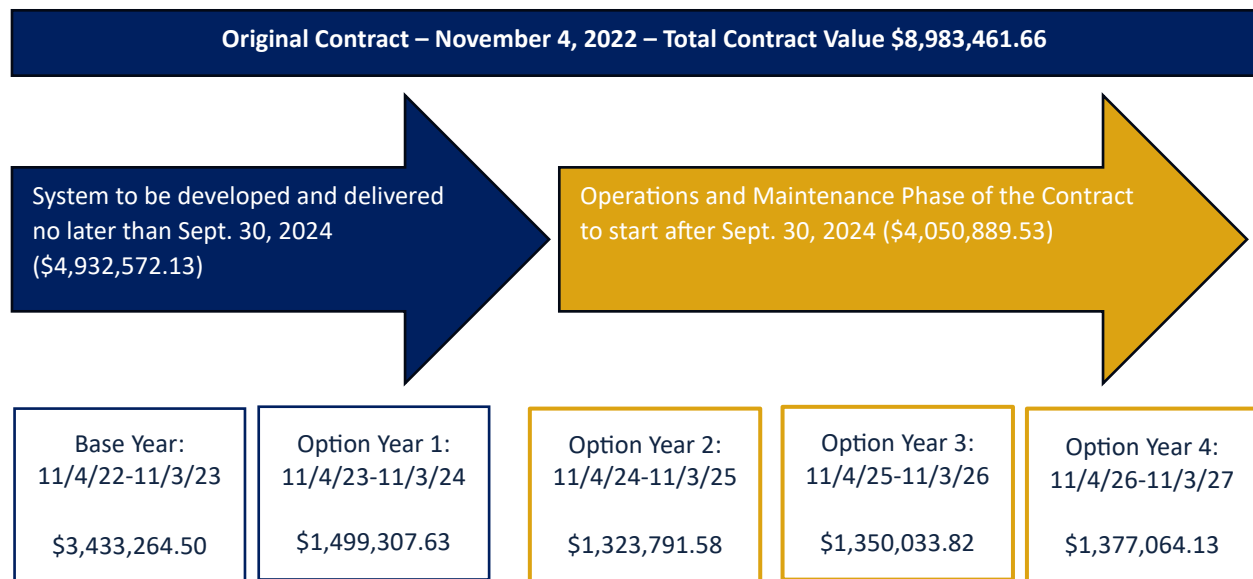 Original Contract – November 4, 2022 – Total Contract Value $8,983,461.66
System to be developed and delivered
no later than Sept. 30, 2024
($4,932,572.13)
Operations and Maintenance Phase of the Contract
to start after Sept. 30, 2024 ($4,050,889.53)
Base Year:
11/4/22-11/3/23
$3,433,264.50
Option Year 1:
11/4/23-11/3/24
$1,499,307.63
Option Year 2:
11/4/24-11/3/25
$1,323,791.58
Option Year 3:
11/4/25-11/3/26
$1,350,033.82
Option Year 4:
11/4/26-11/3/27
$1,377,064.13